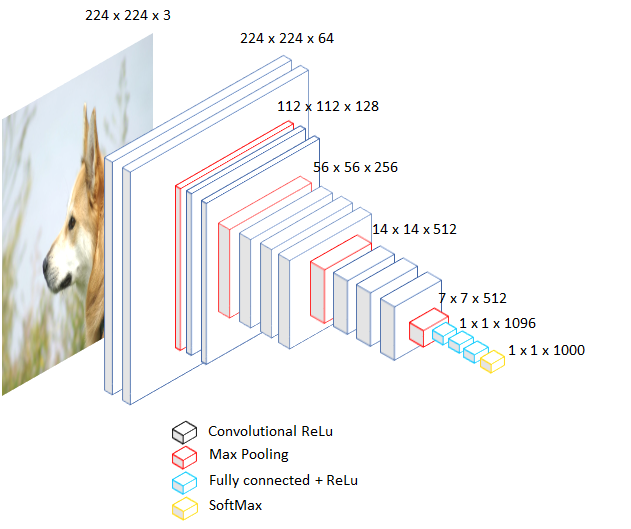 224 x 224 x 3
224 x 224 x 64
112 x 112 x 128
56 x 56 x 256
14 x 14 x 512
7 x 7 x 512
1 x 1 x 1096
1 x 1 x 1000
Convolutional ReLu
Max Pooling
Fully connected + ReLu
SoftMax